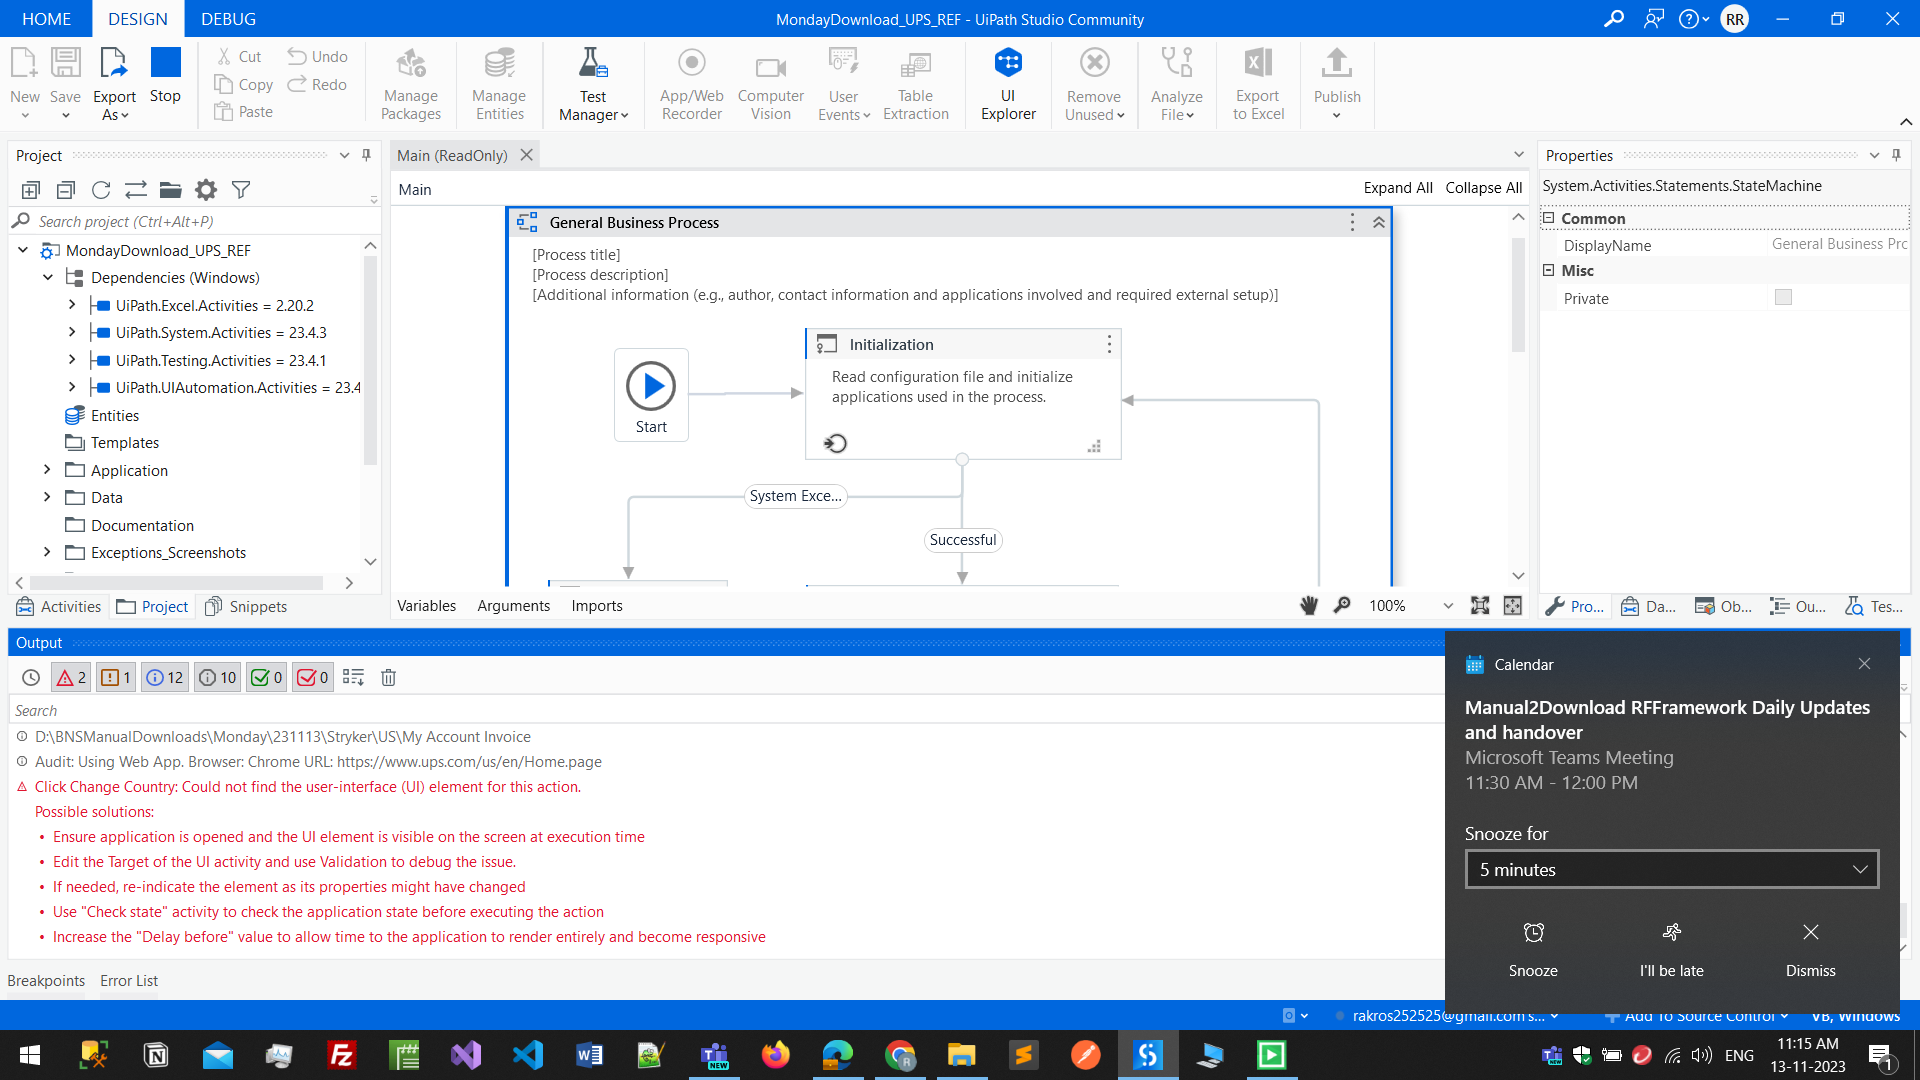 HOME
DESIGN
DEBUG
MondayDownload_UPS_REF - UiPath Studio Community
RR
New
Save
Export As
Stop
Cut
Copy
Paste
Undo
Redo
Manage Packages
Manage Entities
Test Manager
App/Web Recorder
Computer Vision
User Events
Table Extraction
UI Explorer
Remove Unused
Analyze File
Export to Excel
Publish
Project
Search project (Ctrl+Alt+P)
MondayDownload_UPS_REF
Dependencies (Windows)
UiPath.Excel.Activities = 2.20.2
UiPath.System.Activities = 23.4.3
UiPath.Testing.Activities = 23.4.1
UiPath.UIAutomation.Activities = 23.4
Entities
Templates
Application
Data
Documentation
Exceptions_Screenshots
Activities
Project
Snippets
Main (ReadOnly)
Main
Expand All
Collapse All
General Business Process
[Process title]
[Process description]
[Additional information (e.g., author, contact information and applications involved and required external setup)]
Start
Initialization
Read configuration file and initialize
applications used in the process.
System Exce...
Successful
Variables
Arguments
Imports
100%
Properties
System.Activities.Statements.StateMachine
Common
DisplayName
General Business Prc
Misc
Private
Pro...
Da...
Ob...
Ou...
Tes...
Output
2
1
12
10
0
0
Search
D:\BNSManualDownloads\Monday\231113\Stryker\US\My Account Invoice
Audit: Using Web App. Browser: Chrome URL: https://www.ups.com/us/en/Home.page
Click Change Country: Could not find the user-interface (UI) element for this action.
Possible solutions:
• Ensure application is opened and the UI element is visible on the screen at execution time
• Edit the Target of the UI activity and use Validation to debug the issue.
• If needed, re-indicate the element as its properties might have changed
• Use "Check state" activity to check the application state before executing the action
• Increase the "Delay before" value to allow time to the application to render entirely and become responsive
Calendar
Manual2Download RFFramework Daily Updates
and handover
Microsoft Teams Meeting
11:30 AM - 12:00 PM
Snooze for
5 minutes
Snooze
I'll be late
Dismiss
Breakpoints
Error List
rakros252525@gmail.com's...
Add To Source Control
VB, Windows
NEW
ENG
11:15 AM
13-11-2023
1